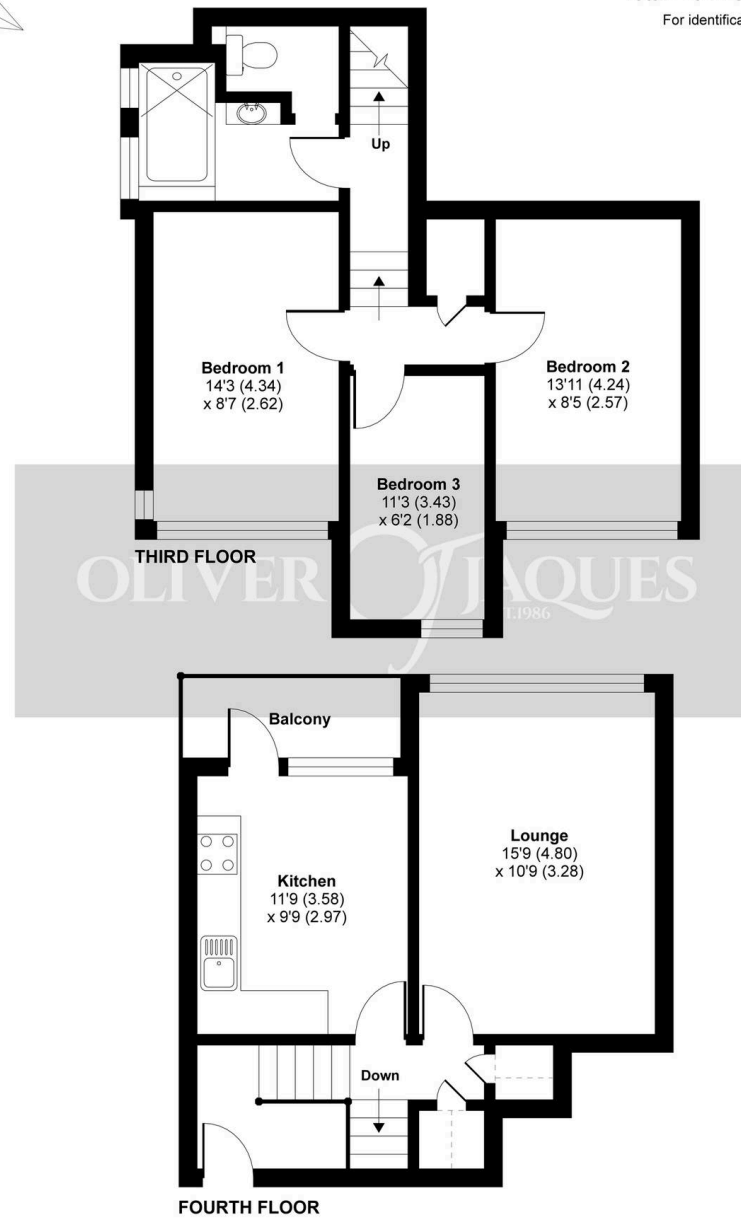 For identifica
Up
Bedroom 1
14'3 (4.34)
x 8'7 (2.62)
Bedroom 2
13'11 (4.24)
x 8'5 (2.57)
Bedroom 3
11'3 (3.43)
x 6'2 (1.88)
THIRD FLOOR
OLIVER JAQUES
T.1986
Balcony
Lounge
15'9 (4.80)
x 10'9 (3.28)
Kitchen
11'9 (3.58)
x 9'9 (2.97)
Down
FOURTH FLOOR